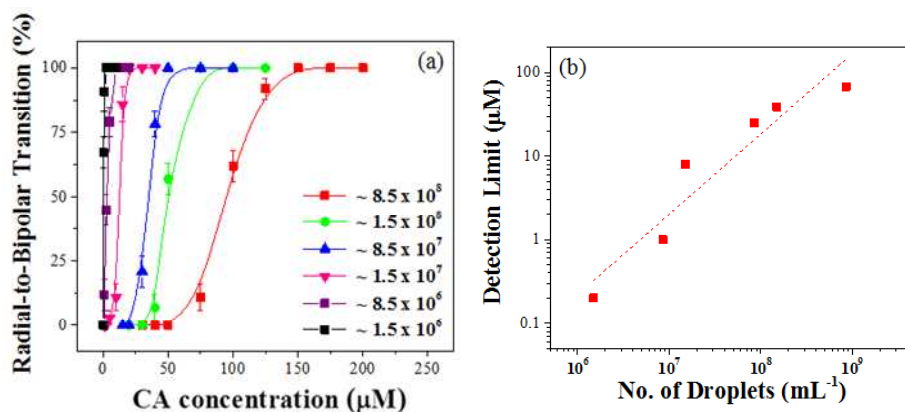 Radial-to-Bipolar Transition (%)
100
75
50
25
0
(a)
~ 8.5 x 10⁸
~ 1.5 x 10⁸
~ 8.5 x 10⁷
~ 1.5 x 10⁷
~ 8.5 x 10⁶
~ 1.5 x 10⁶
0 50 100 150 200 250
CA concentration (μM)
Detection Limit (μM)
100
10
1
0.1
(b)
10⁶ 10⁷ 10⁸ 10⁹
No. of Droplets (mL⁻¹)